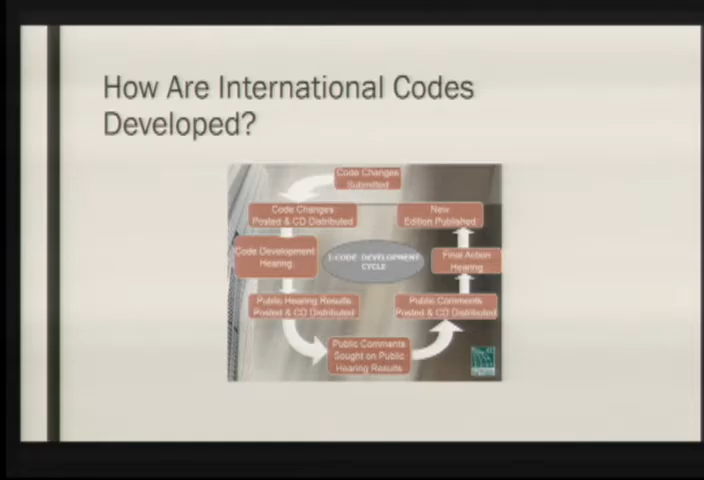 How Are International Codes
Developed?
Code Changes
Submitted
Code Changes
Posted & CD Distributed
New
Edition Published
Code Development
Hearing
I-CODE DEVELOPMENT
CYCLE
Final Action
Hearing
Public Hearing Results
Posted & CD Distributed
Public Comments
Posted & CD Distributed
Public Comments
Sought on Public
Hearing Results